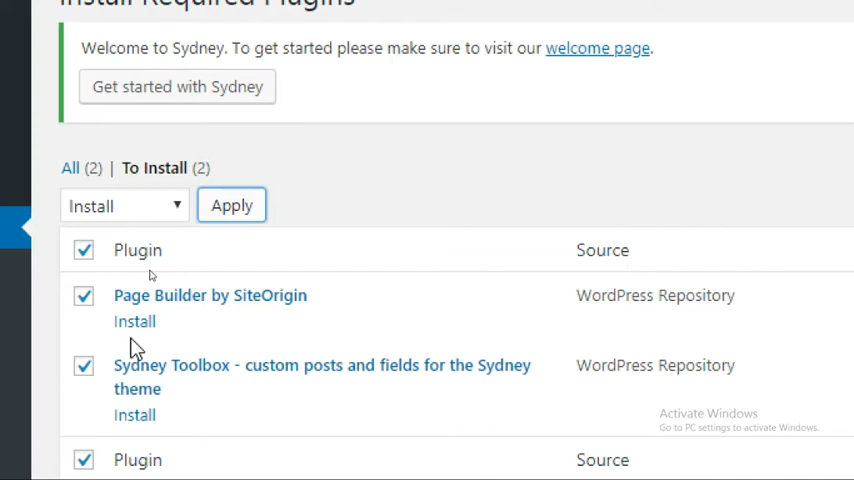 Install Required Plugins
Welcome to Sydney. To get started please make sure to visit our welcome page.
Get started with Sydney
All (2) | To Install (2)
Install
Apply
Plugin Source
Page Builder by SiteOrigin WordPress Repository
Install
Sydney Toolbox - custom posts and fields for the Sydney WordPress Repository
theme
Install
Activate Windows
Go to PC settings to activate Windows.
Plugin Source